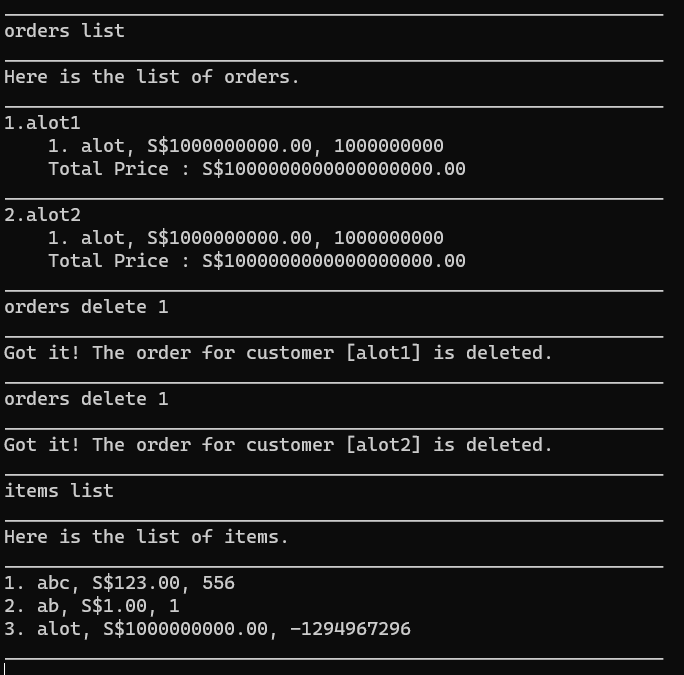 orders list
Here is the list of orders.
1.alot1
1. alot, S$1000000000.00, 1000000000
Total Price : S$1000000000000000000.00
2.alot2
1. alot, S$1000000000.00, 1000000000
Total Price : S$1000000000000000000.00
orders delete 1
Got it! The order for customer [alot1] is deleted.
orders delete 1
Got it! The order for customer [alot2] is deleted.
items list
Here is the list of items.
1. abc, S$123.00, 556
2. ab, S$1.00, 1
3. alot, S$1000000000.00, -1294967296